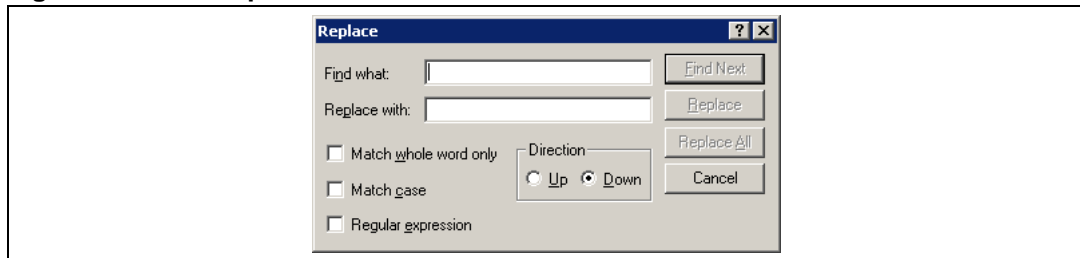 Replace
Find what:
Find Next
Replace with:
Replace
Replace All
Match whole word only
Direction
Up Down
Cancel
Match case
Regular expression